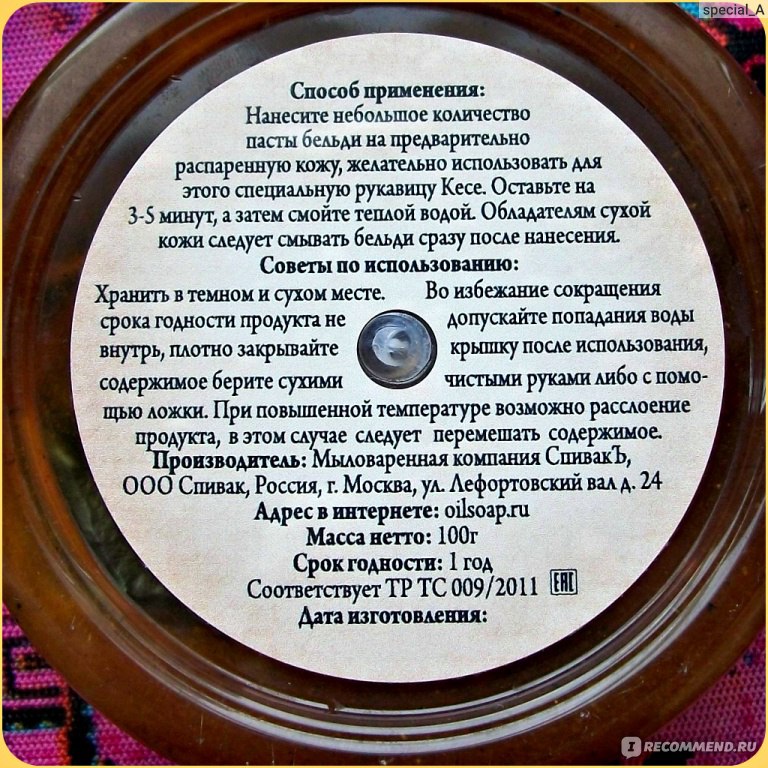 special_A
Способ применения:
Нанесите небольшое количество
пасты бельди на предварительно
распаренную кожу, желательно использовать для
этого специальную рукавицу Кесе. Оставьте на
3-5 минут, а затем смойте теплой водой. Обладателям сухой
кожи следует смывать бельди сразу после нанесения.
Советы по использованию:
Хранить в темном и сухом месте. Во избежание сокращения
срока годности продукта не допускайте попадания воды
внутрь, плотно закрывайте крышку после использования,
содержимое берите сухими чистыми руками либо с помо-
щью ложки. При повышенной температуре возможно расслоение
продукта, в этом случае следует перемешать содержимое.
Производитель: Мыловаренная компания СпивакЪ,
ООО Спивак, Россия, г. Москва, ул. Лефортовский вал д. 24
Адрес в интернете: oilsoap.ru
Масса нетто: 100г
Срок годности: 1 год
Соответствует ТР ТС 009/2011 EAC
Дата изготовления:
IRECOMMEND.RU